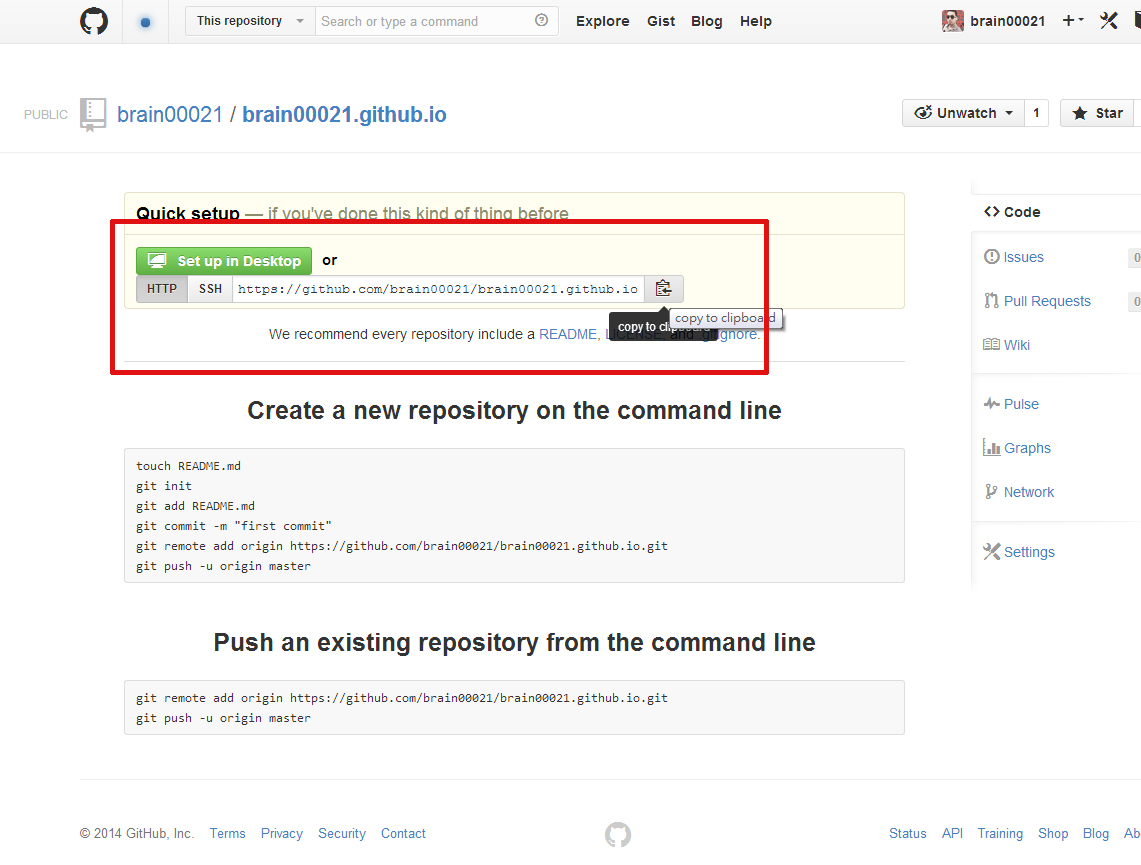 This repository Search or type a command Explore Gist Blog Help brain00021
PUBLIC brain00021 / brain00021.github.io Unwatch 1 Star
Quick setup — if you've done this kind of thing before
Set up in Desktop or
HTTP SSH https://github.com/brain00021/brain00021.github.io
copy to clipboard
copy to clipboard
We recommend every repository include a README, LICENSE, and .gitignore.
Create a new repository on the command line
touch README.md
git init
git add README.md
git commit -m "first commit"
git remote add origin https://github.com/brain00021/brain00021.github.io.git
git push -u origin master
Push an existing repository from the command line
git remote add origin https://github.com/brain00021/brain00021.github.io.git
git push -u origin master
Code
Issues 0
Pull Requests 0
Wiki
Pulse
Graphs
Network
Settings
© 2014 GitHub, Inc. Terms Privacy Security Contact Status API Training Shop Blog Ab